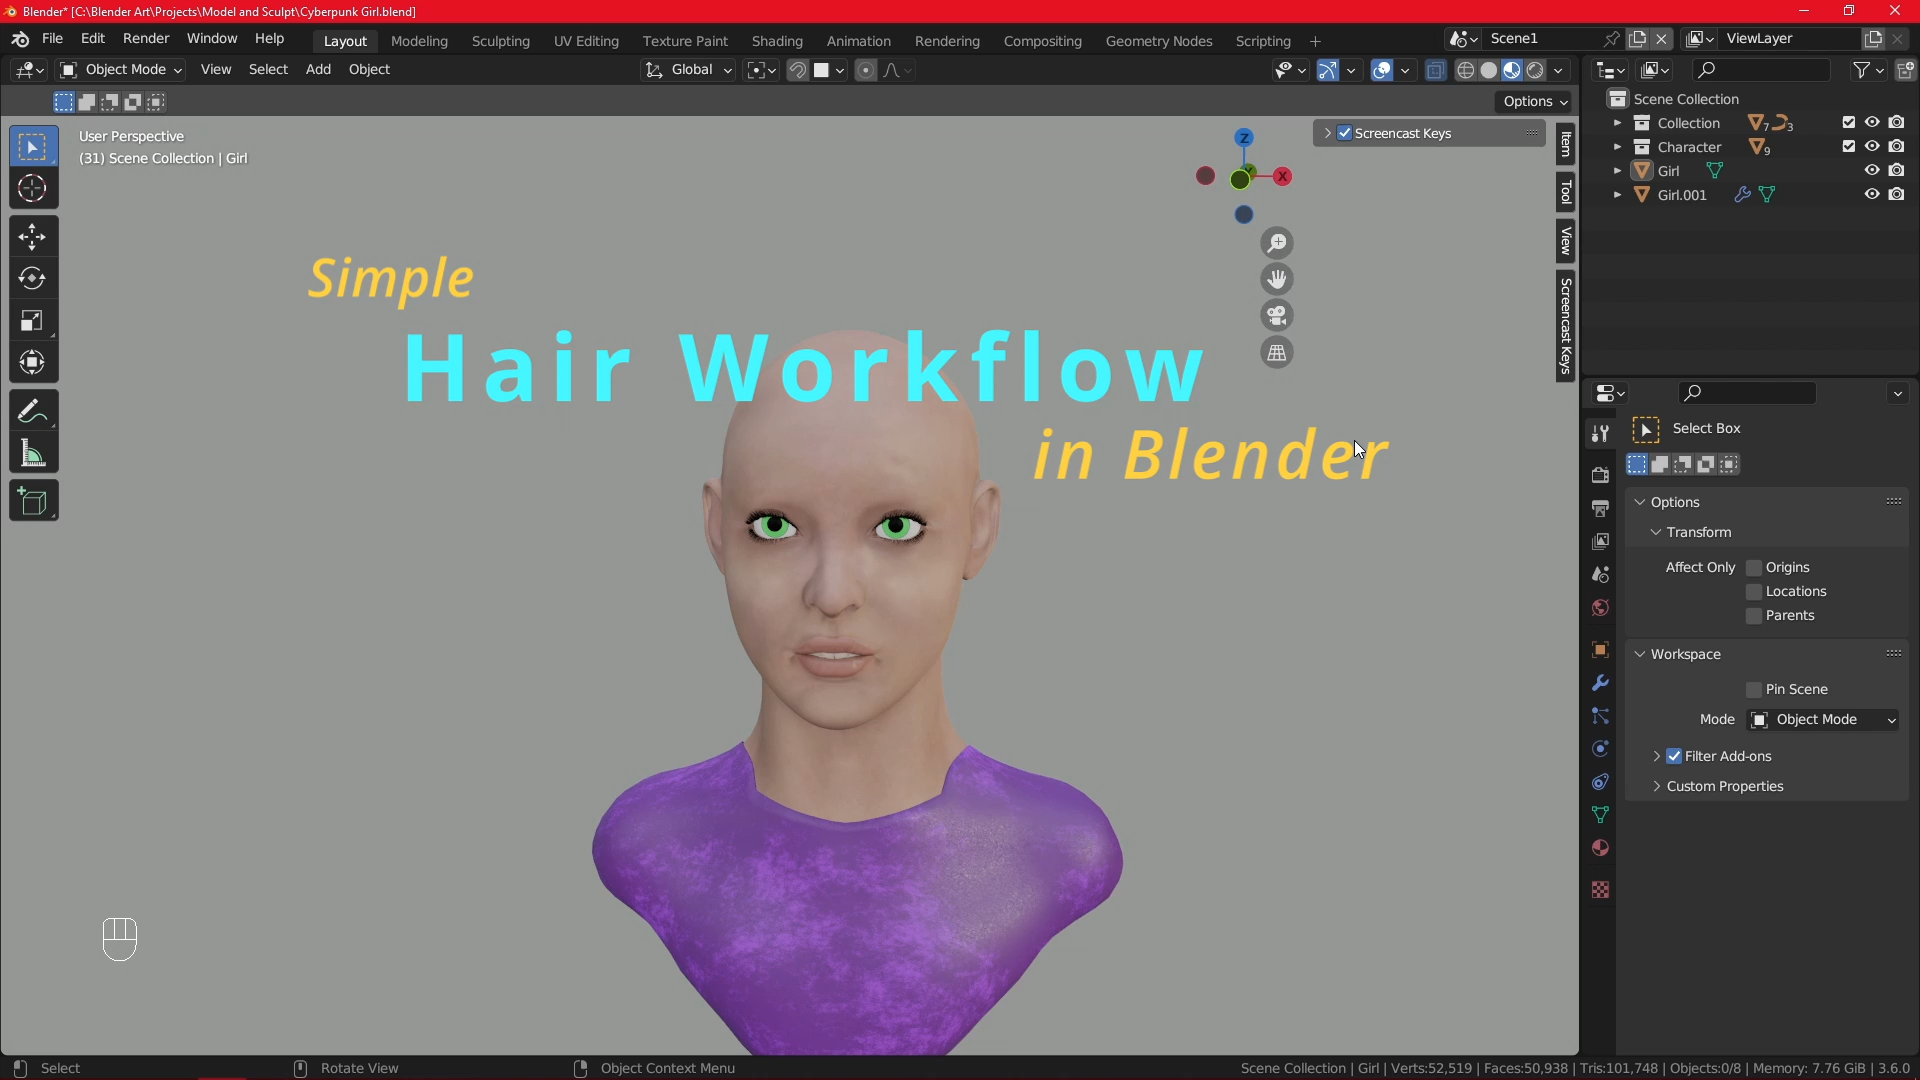 Blender* [C:\Blender Art\Projects\Model and Sculpt\Cyberpunk Girl.blend]
File Edit Render Window Help Layout Modeling Sculpting UV Editing Texture Paint Shading Animation Rendering Compositing Geometry Nodes Scripting + Scene1 ViewLayer
Object Mode View Select Add Object Global
Options
User Perspective
(31) Scene Collection | Girl
Screencast Keys
Z
X
Item
Tool
View
Screencast Keys
Simple
Hair Workflow
in Blender
Scene Collection
Collection 7 3
Character 9
Girl
Girl.001
Select Box
Options
Transform
Affect Only Origins
Locations
Parents
Workspace
Pin Scene
Mode Object Mode
Filter Add-ons
Custom Properties
Select Rotate View Object Context Menu Scene Collection | Girl | Verts:52,519 | Faces:50,938 | Tris:101,748 | Objects:0/8 | Memory: 7.76 GiB | 3.6.0